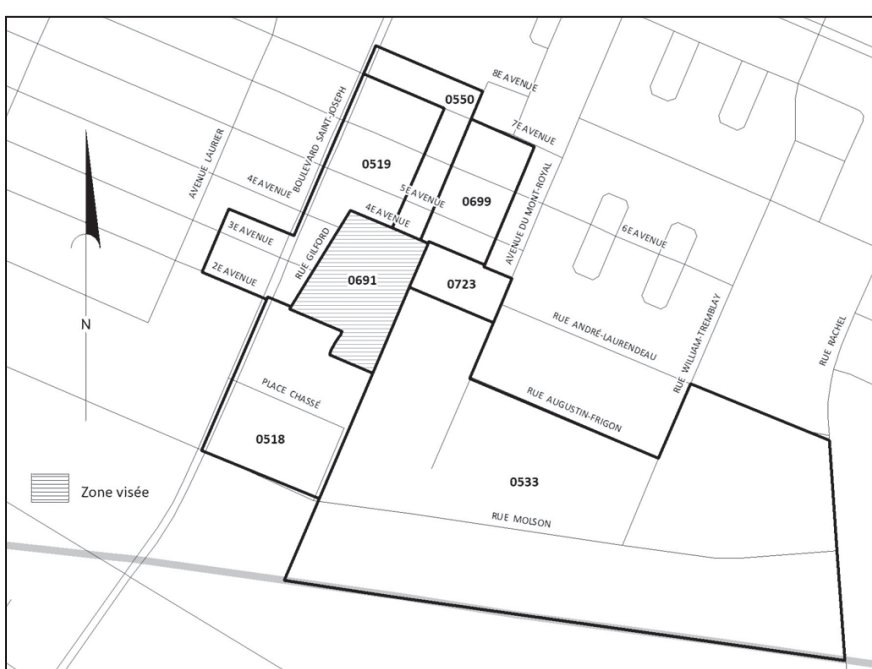 8E AVENUE
0550
7E AVENUE
AVENUE LAURIER
BOULEVARD SAINT-JOSEPH
0519
4E AVENUE
5E AVENUE
0699
AVENUE DU MONT-ROYAL
4E AVENUE
3E AVENUE
6E AVENUE
RUE GILFORD
2E AVENUE
0691
0723
N
RUE ANDRÉ-LAURENDEAU
RUE WILLIAM-TREMBLAY
RUE RACHEL
PLACE CHASSÉ
RUE AUGUSTIN-FRIGON
0518
0533
Zone visée
RUE MOLSON